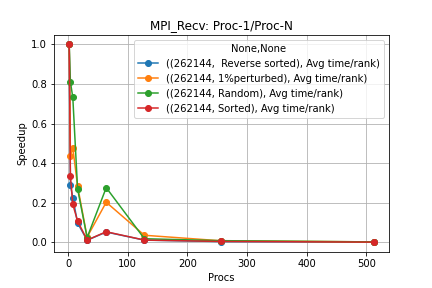 MPI_Recv: Proc-1/Proc-N
None,None
((262144,  Reverse sorted), Avg time/rank)
((262144, 1%perturbed), Avg time/rank)
((262144, Random), Avg time/rank)
((262144, Sorted), Avg time/rank)
Speedup
1.0
0.8
0.6
0.4
0.2
0.0
0 100 200 300 400 500
Procs